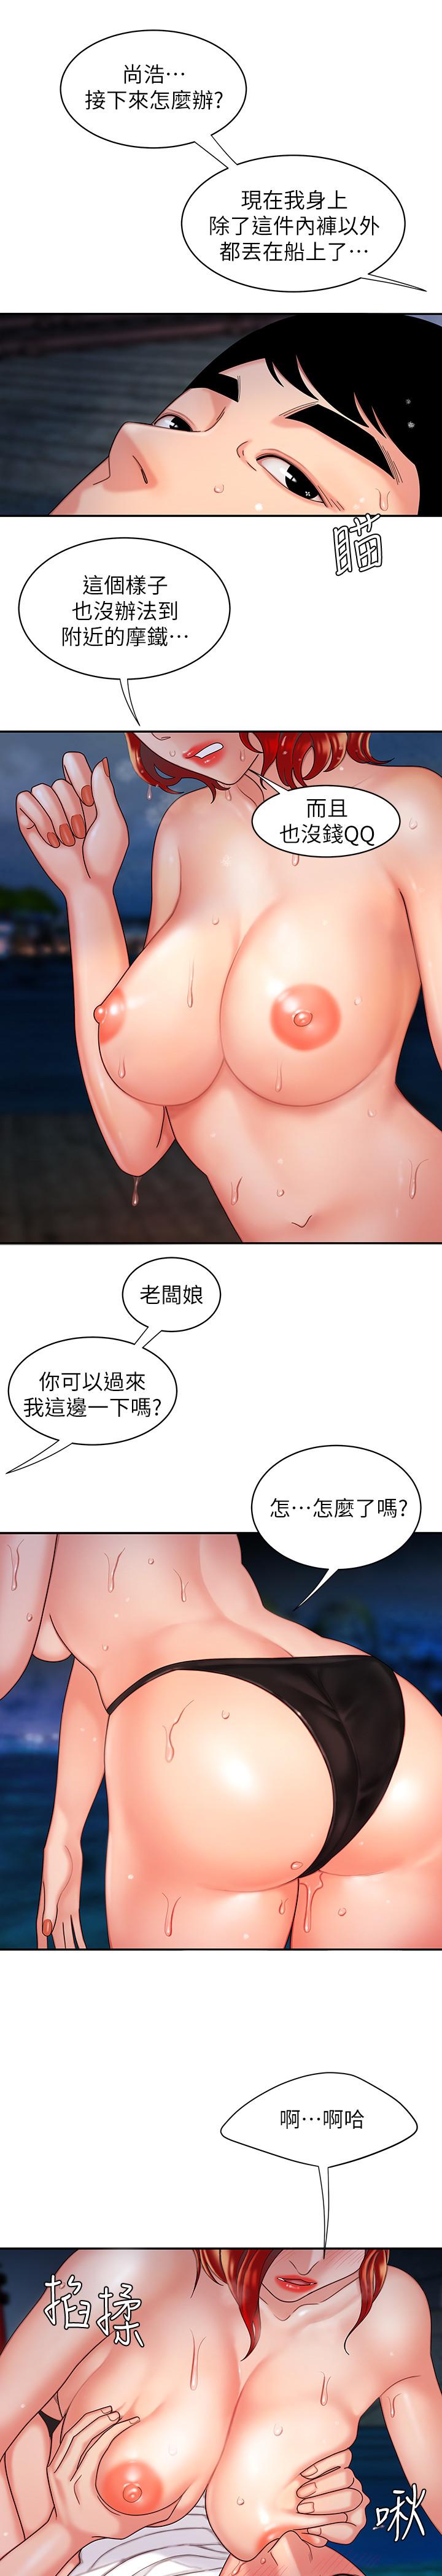 尚浩…
接下來怎麼辦?
現在我身上
除了這件內褲以外
都丟在船上了…
瞄
這個樣子
也沒辦法到
附近的摩鐵…
而且
也沒錢QQ
老闆娘
你可以過來
我這邊一下嗎?
怎…怎麼了嗎?
啊…啊哈
掐揉
啾